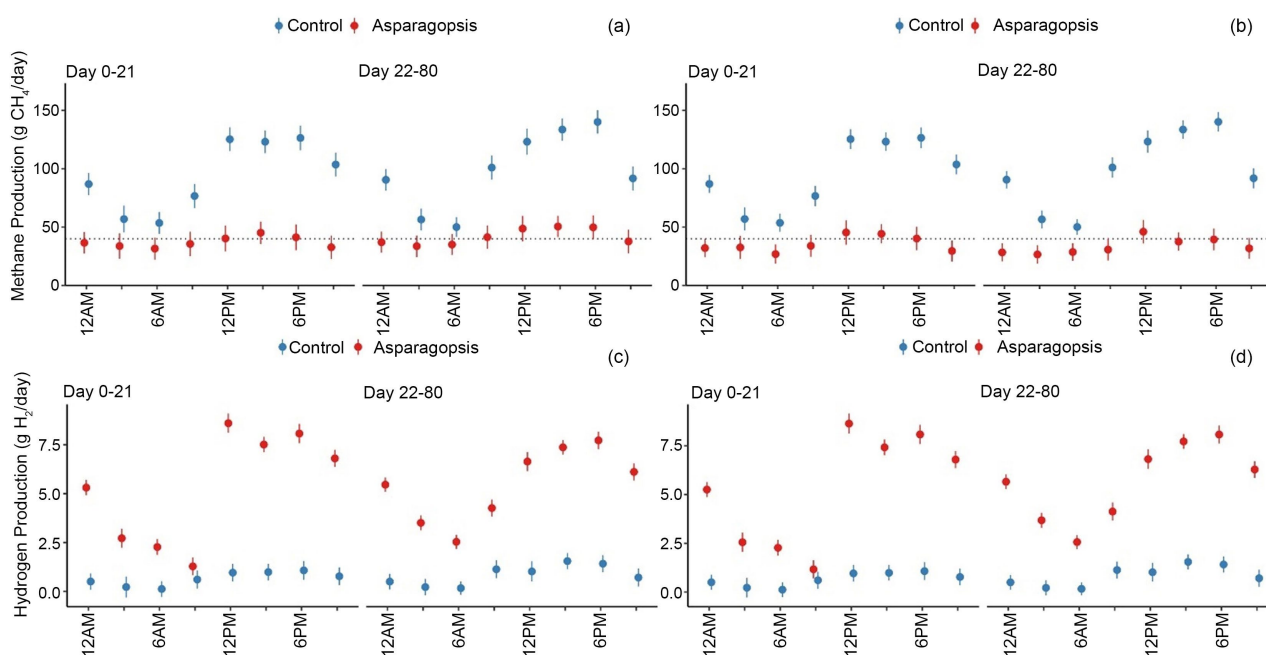 Control Asparagopsis (a)
Day 0-21 Day 22-80
Methane Production (g CH₄/day)
150
100
50
0
12AM 6AM 12PM 6PM 12AM 6AM 12PM 6PM
Control Asparagopsis (b)
Day 0-21 Day 22-80
150
100
50
0
12AM 6AM 12PM 6PM 12AM 6AM 12PM 6PM
Control Asparagopsis (c)
Day 0-21 Day 22-80
Hydrogen Production (g H₂/day)
7.5
5.0
2.5
0.0
12AM 6AM 12PM 6PM 12AM 6AM 12PM 6PM
Control Asparagopsis (d)
Day 0-21 Day 22-80
7.5
5.0
2.5
0.0
12AM 6AM 12PM 6PM 12AM 6AM 12PM 6PM